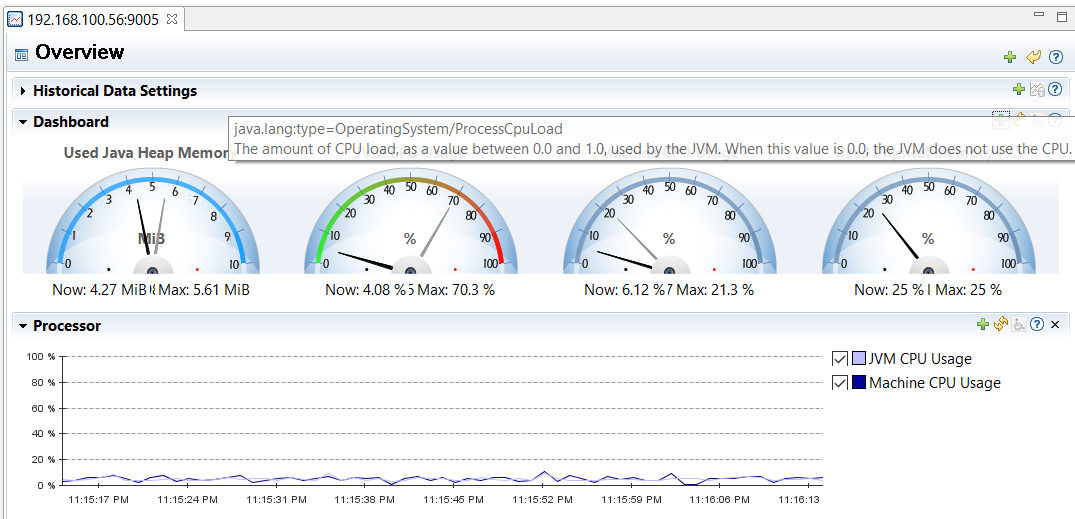 192.168.100.56:9005
Overview
Historical Data Settings
Dashboard
java.lang:type=OperatingSystem/ProcessCpuLoad
The amount of CPU load, as a value between 0.0 and 1.0, used by the JVM. When this value is 0.0, the JVM does not use the CPU.
Used Java Heap Memor
0 1 2 3 4 5 6 7 8 9 10
MiB
0 10 20 30 40 50 60 70 80 90 100
%
0 10 20 30 40 50 60 70 80 90 100
%
0 10 20 30 40 50 60 70 80 90 100
%
Now: 4.27 MiB Max: 5.61 MiB
Now: 4.08 % Max: 70.3 %
Now: 6.12 % Max: 21.3 %
Now: 25 % Max: 25 %
Processor
100 %
80 %
60 %
40 %
20 %
0 %
11:15:17 PM 11:15:24 PM 11:15:31 PM 11:15:38 PM 11:15:45 PM 11:15:52 PM 11:15:59 PM 11:16:06 PM 11:16:13
JVM CPU Usage
Machine CPU Usage